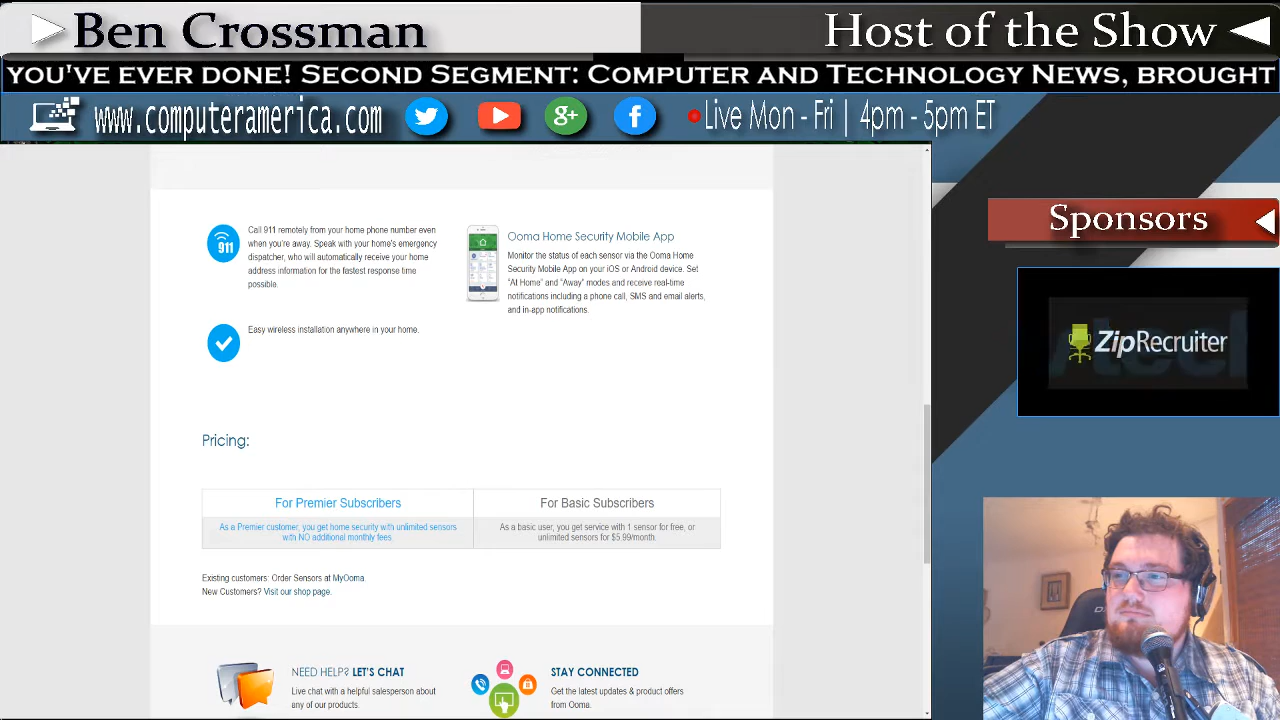 Ben Crossman
Host of the Show
YOU'VE EVER DONE! SECOND SEGMENT: COMPUTER AND TECHNOLOGY NEWS, BROUGHT
www.computeramerica.com
Live Mon - Fri | 4pm - 5pm ET
Sponsors
ZipRecruiter
911
Call 911 remotely from your home phone number even
when you're away. Speak with your home's emergency
dispatcher, who will automatically receive your home
address information for the fastest response time
possible.
Ooma Home Security Mobile App
Monitor the status of each sensor via the Ooma Home
Security Mobile App on your iOS or Android device. Set
"At Home" and "Away" modes and receive real-time
notifications including a phone call, SMS and email alerts,
and in-app notifications.
Easy wireless installation anywhere in your home.
Pricing:
For Premier Subscribers
As a Premier customer, you get home security with unlimited sensors
with NO additional monthly fees.
For Basic Subscribers
As a basic user, you get service with 1 sensor for free, or
unlimited sensors for $5.99/month.
Existing customers: Order Sensors at MyOoma.
New Customers? Visit our shop page.
NEED HELP? LET'S CHAT
Live chat with a helpful salesperson about
any of our products.
STAY CONNECTED
Get the latest updates & product offers
from Ooma.